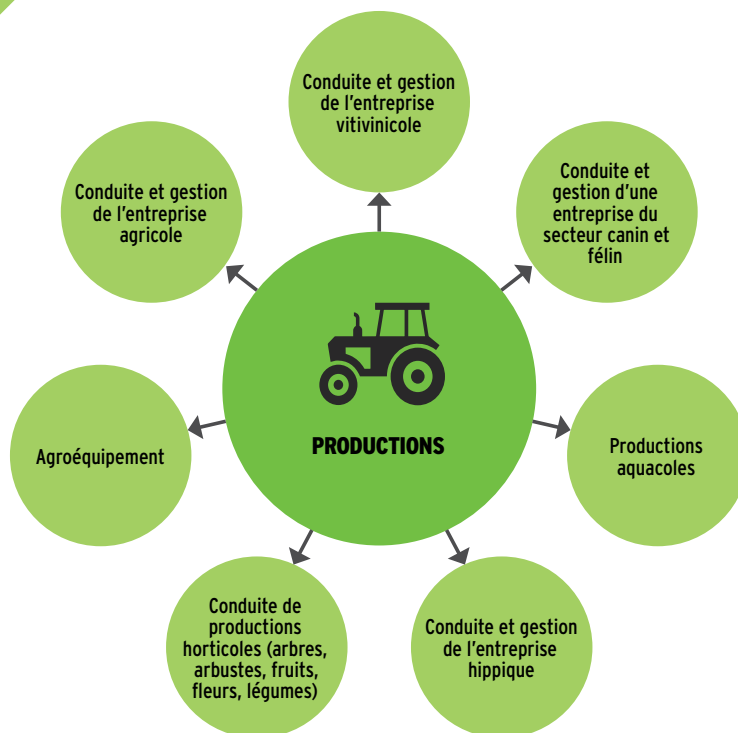 Conduite et gestion
de l'entreprise
vitivinicole
Conduite et
gestion d'une
entreprise du
secteur canin et
félin
Conduite et gestion
de l'entreprise
agricole
PRODUCTIONS
Agroéquipement
Productions
aquacoles
Conduite de
productions
horticoles (arbres,
arbustes, fruits,
fleurs, légumes)
Conduite et gestion
de l'entreprise
hippique